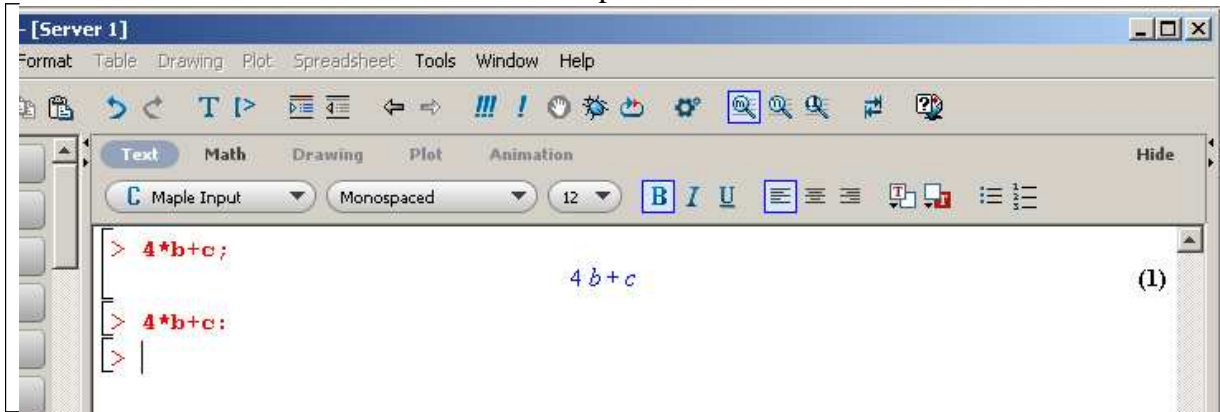 - [Server 1]
Format Table Drawing Plot Spreadsheet Tools Window Help
Text Math Drawing Plot Animation Hide
C Maple Input Monospaced 12 B I U
> 4*b+c;
4 b + c (1)
> 4*b+c:
>